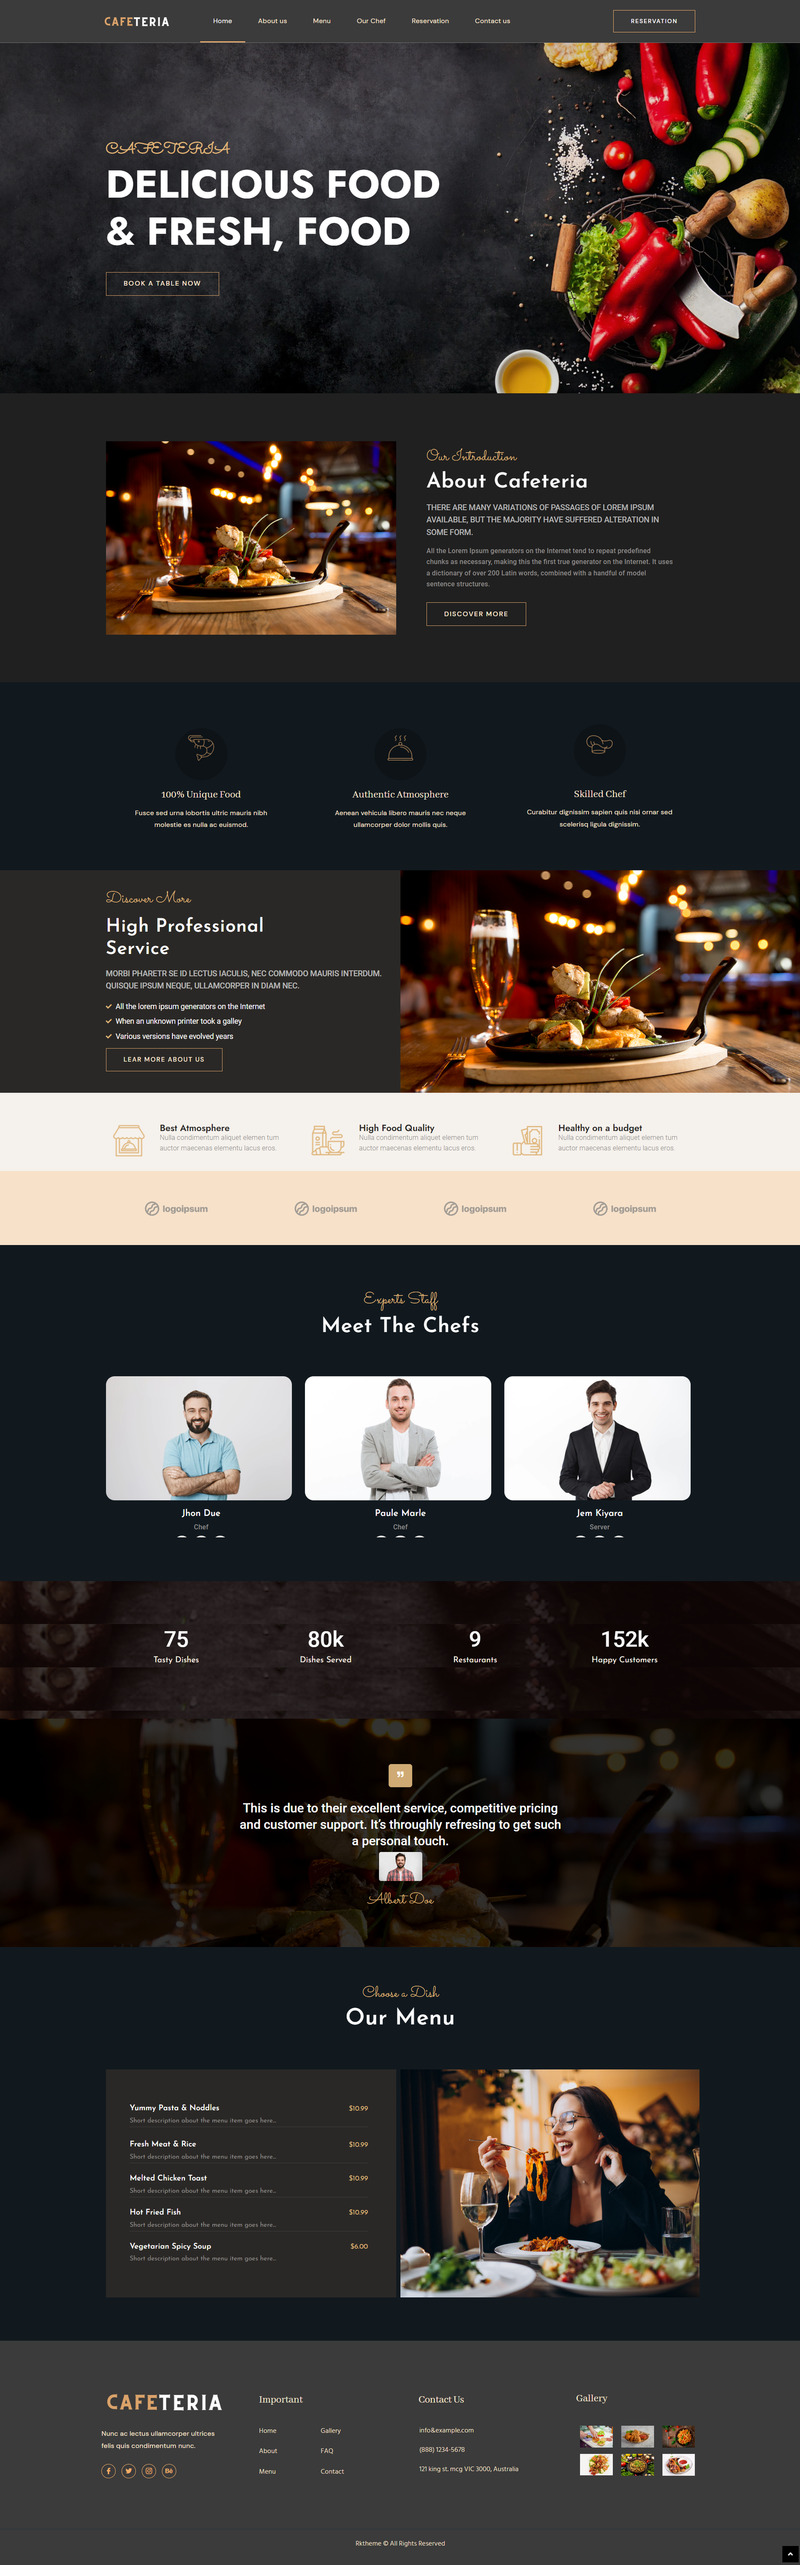 CAFETERIA
Home
About us
Menu
Our Chef
Reservation
Contact us
RESERVATION
CAFETERIA
DELICIOUS FOOD
& FRESH, FOOD
BOOK A TABLE NOW
Our Introduction
About Cafeteria
THERE ARE MANY VARIATIONS OF PASSAGES OF LOREM IPSUM
AVAILABLE, BUT THE MAJORITY HAVE SUFFERED ALTERATION IN
SOME FORM.
All the Lorem Ipsum generators on the Internet tend to repeat predefined
chunks as necessary, making this the first true generator on the Internet. It uses
a dictionary of over 200 Latin words, combined with a handful of model
sentence structures.
DISCOVER MORE
100% Unique Food
Fusce sed urna lobortis ultric mauris nibh
molestie es nulla ac euismod.
Authentic Atmosphere
Aenean vehicula libero mauris nec neque
ullamcorper dolor mollis quis.
Skilled Chef
Curabitur dignissim sapien quis nisi ornar sed
scelerisq ligula dignissim.
Discover More
High Professional
Service
MORBI PHARETR SE ID LECTUS IACULIS, NEC COMMODO MAURIS INTERDUM.
QUISQUE IPSUM NEQUE, ULLAMCORPER IN DIAM NEC.
All the lorem ipsum generators on the Internet
When an unknown printer took a galley
Various versions have evolved years
LEAR MORE ABOUT US
Best Atmosphere
Nulla condimentum aliquet elemen tum
auctor maecenas elementu lacus eros.
High Food Quality
Nulla condimentum aliquet elemen tum
auctor maecenas elementu lacus eros.
Healthy on a budget
Nulla condimentum aliquet elemen tum
auctor maecenas elementu lacus eros.
logoipsum
logoipsum
logoipsum
logoipsum
Experts Staff
Meet The Chefs
Jhon Due
Chef
Paule Marle
Chef
Jem Kiyara
Server
75
Tasty Dishes
80k
Dishes Served
9
Restaurants
152k
Happy Customers
This is due to their excellent service, competitive pricing
and customer support. It's throughly refresing to get such
a personal touch.
Albert Doe
Choose a Dish
Our Menu
Yummy Pasta & Noddles
$10.99
Short description about the menu item goes here...
Fresh Meat & Rice
$10.99
Short description about the menu item goes here...
Melted Chicken Toast
$10.99
Short description about the menu item goes here...
Hot Fried Fish
$10.99
Short description about the menu item goes here...
Vegetarian Spicy Soup
$6.00
Short description about the menu item goes here...
CAFETERIA
Nunc ac lectus ullamcorper ultrices
felis quis condimentum nunc.
Important
Home
Gallery
About
FAQ
Menu
Contact
Contact Us
info&example.com
(888) 1234-5678
121 king st. mcg VIC 3000, Australia
Gallery
Rktheme © All Rights Reserved